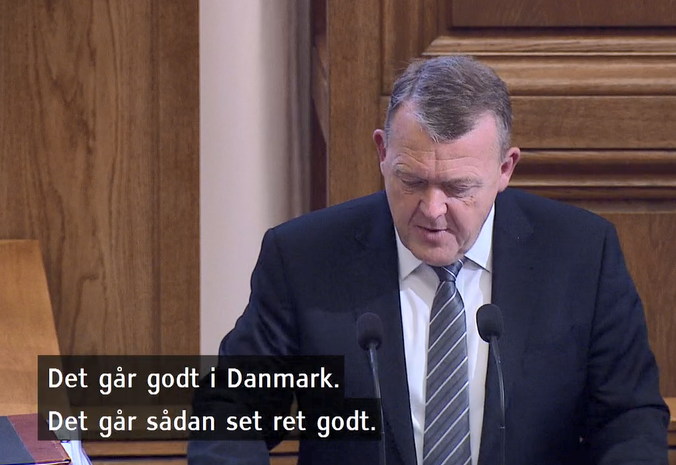 Det går godt i Danmark.
Det går sådan set ret godt.